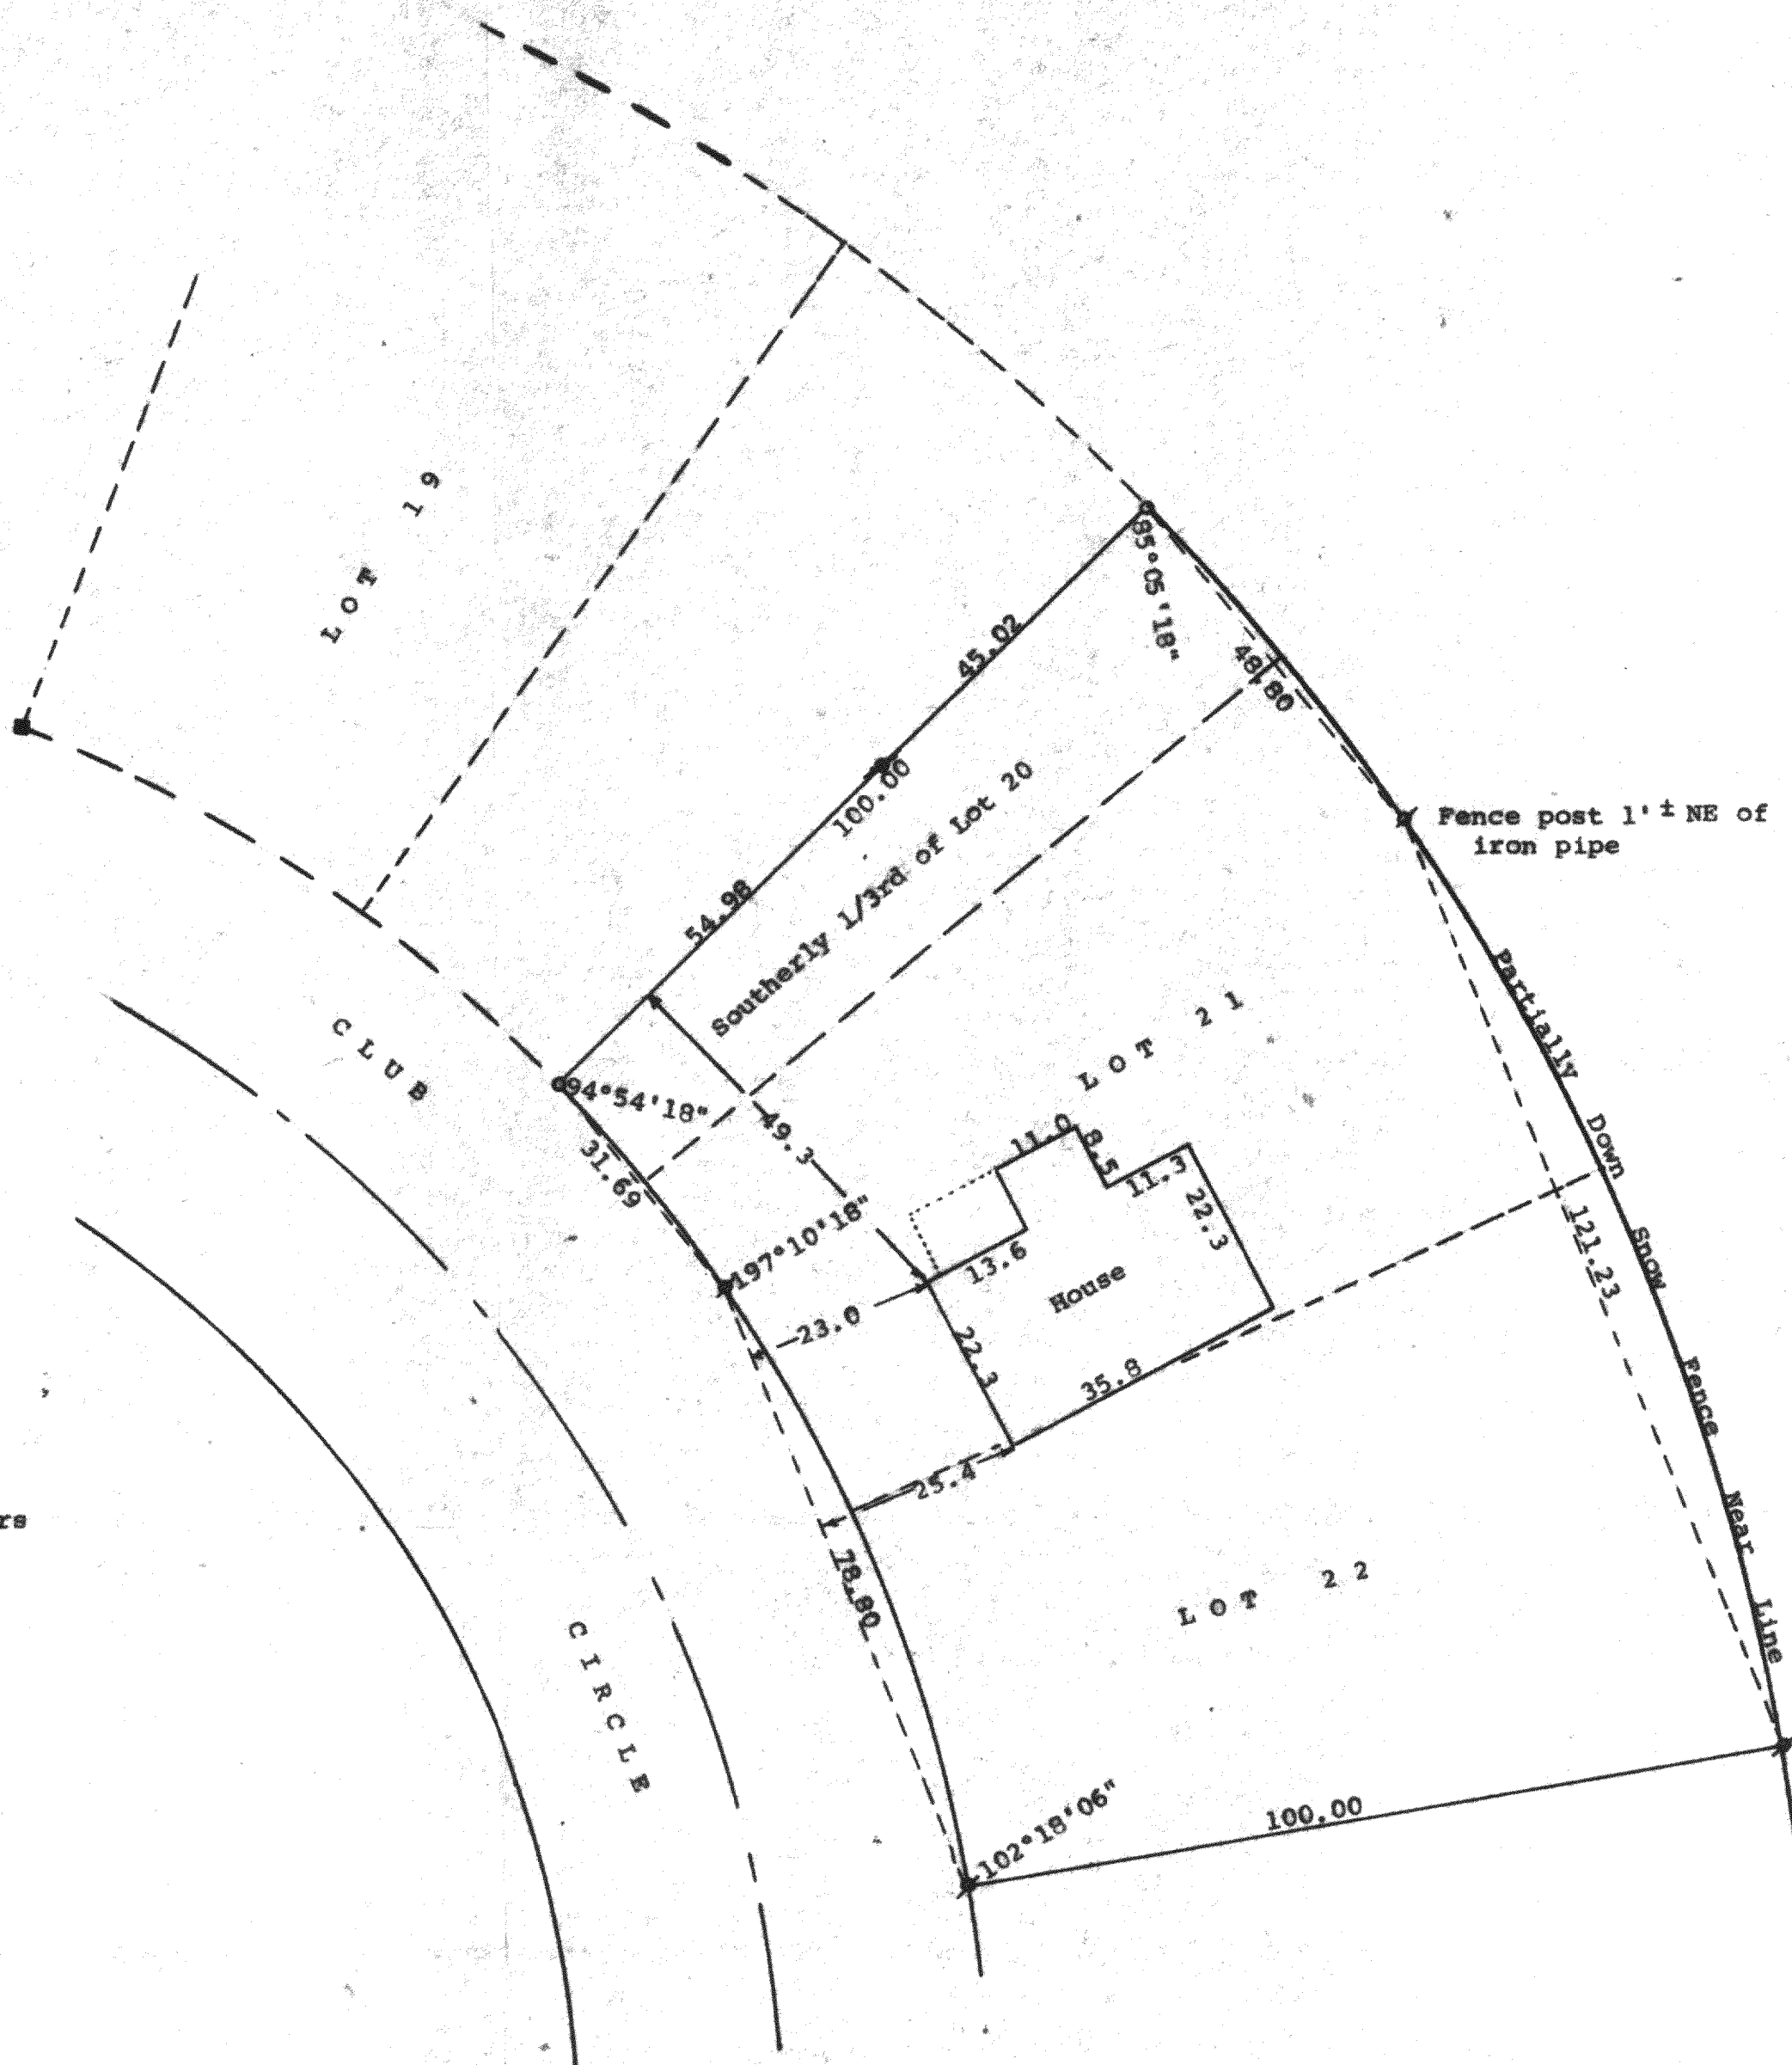 LOT 19
45.02
85°05'18"
48.80
100.00
Southerly 1/3rd of Lot 20
54.98
Fence post 1'± NE of
iron pipe
Partially Down Snow Fence Near Line
CLUB CIRCLE
94°54'18"
31.69
49.3
LOT 21
11.0
8.5
11.3
22.3
197°10'18"
13.6
House
23.0
22.3
35.8
121.23
25.4
78.80
rs
LOT 22
102°18'06"
100.00